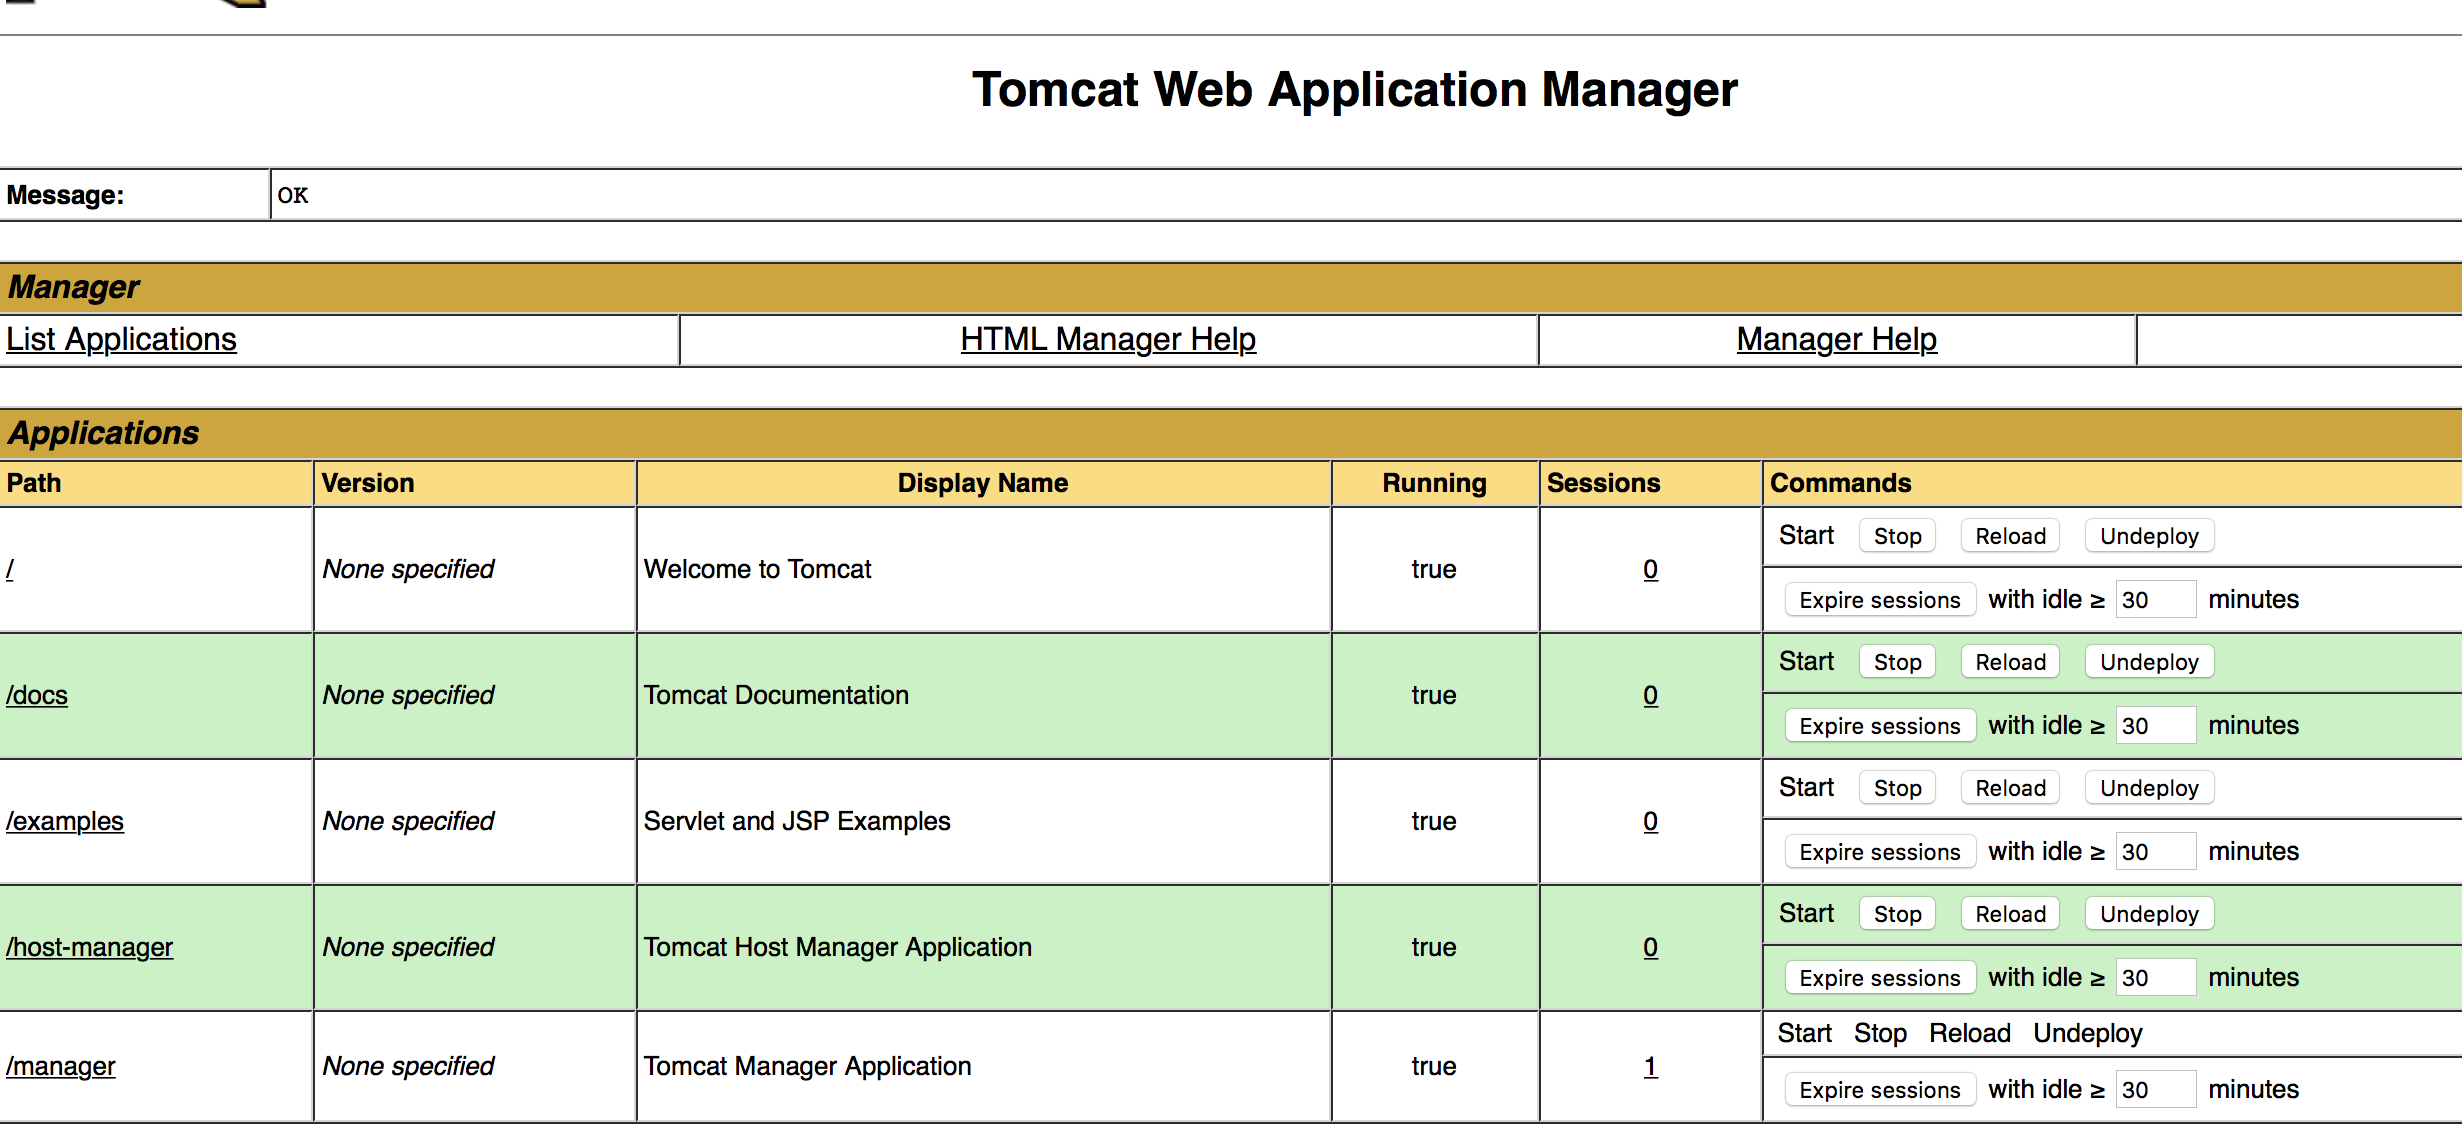 Tomcat Web Application Manager
Message: OK
Manager
List Applications HTML Manager Help Manager Help
Applications
Path Version Display Name Running Sessions Commands
/ None specified Welcome to Tomcat true 0 Start Stop Reload Undeploy
Expire sessions with idle ≥ 30 minutes
/docs None specified Tomcat Documentation true 0 Start Stop Reload Undeploy
Expire sessions with idle ≥ 30 minutes
/examples None specified Servlet and JSP Examples true 0 Start Stop Reload Undeploy
Expire sessions with idle ≥ 30 minutes
/host-manager None specified Tomcat Host Manager Application true 0 Start Stop Reload Undeploy
Expire sessions with idle ≥ 30 minutes
/manager None specified Tomcat Manager Application true 1 Start Stop Reload Undeploy
Expire sessions with idle ≥ 30 minutes